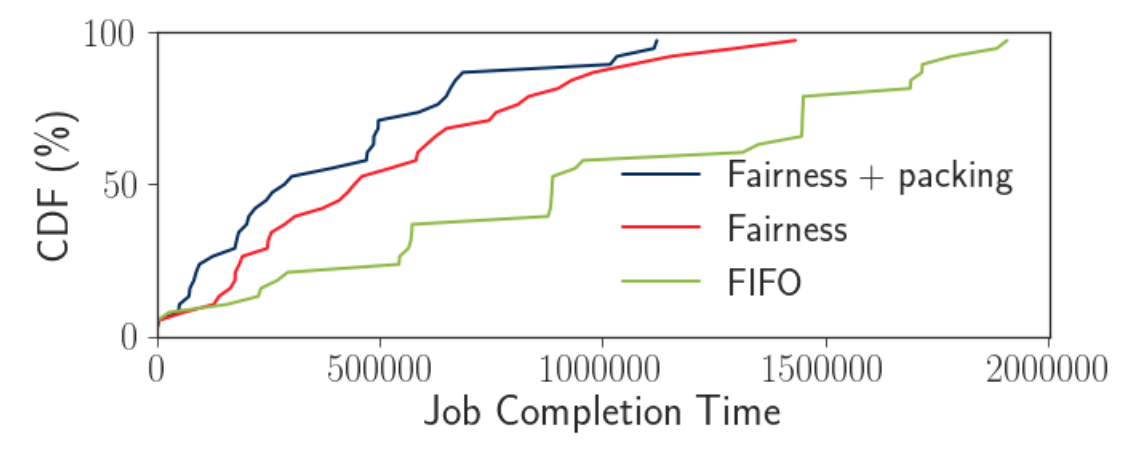 100
50
0
CDF (%)
Fairness + packing
Fairness
FIFO
0 500000 1000000 1500000 2000000
Job Completion Time